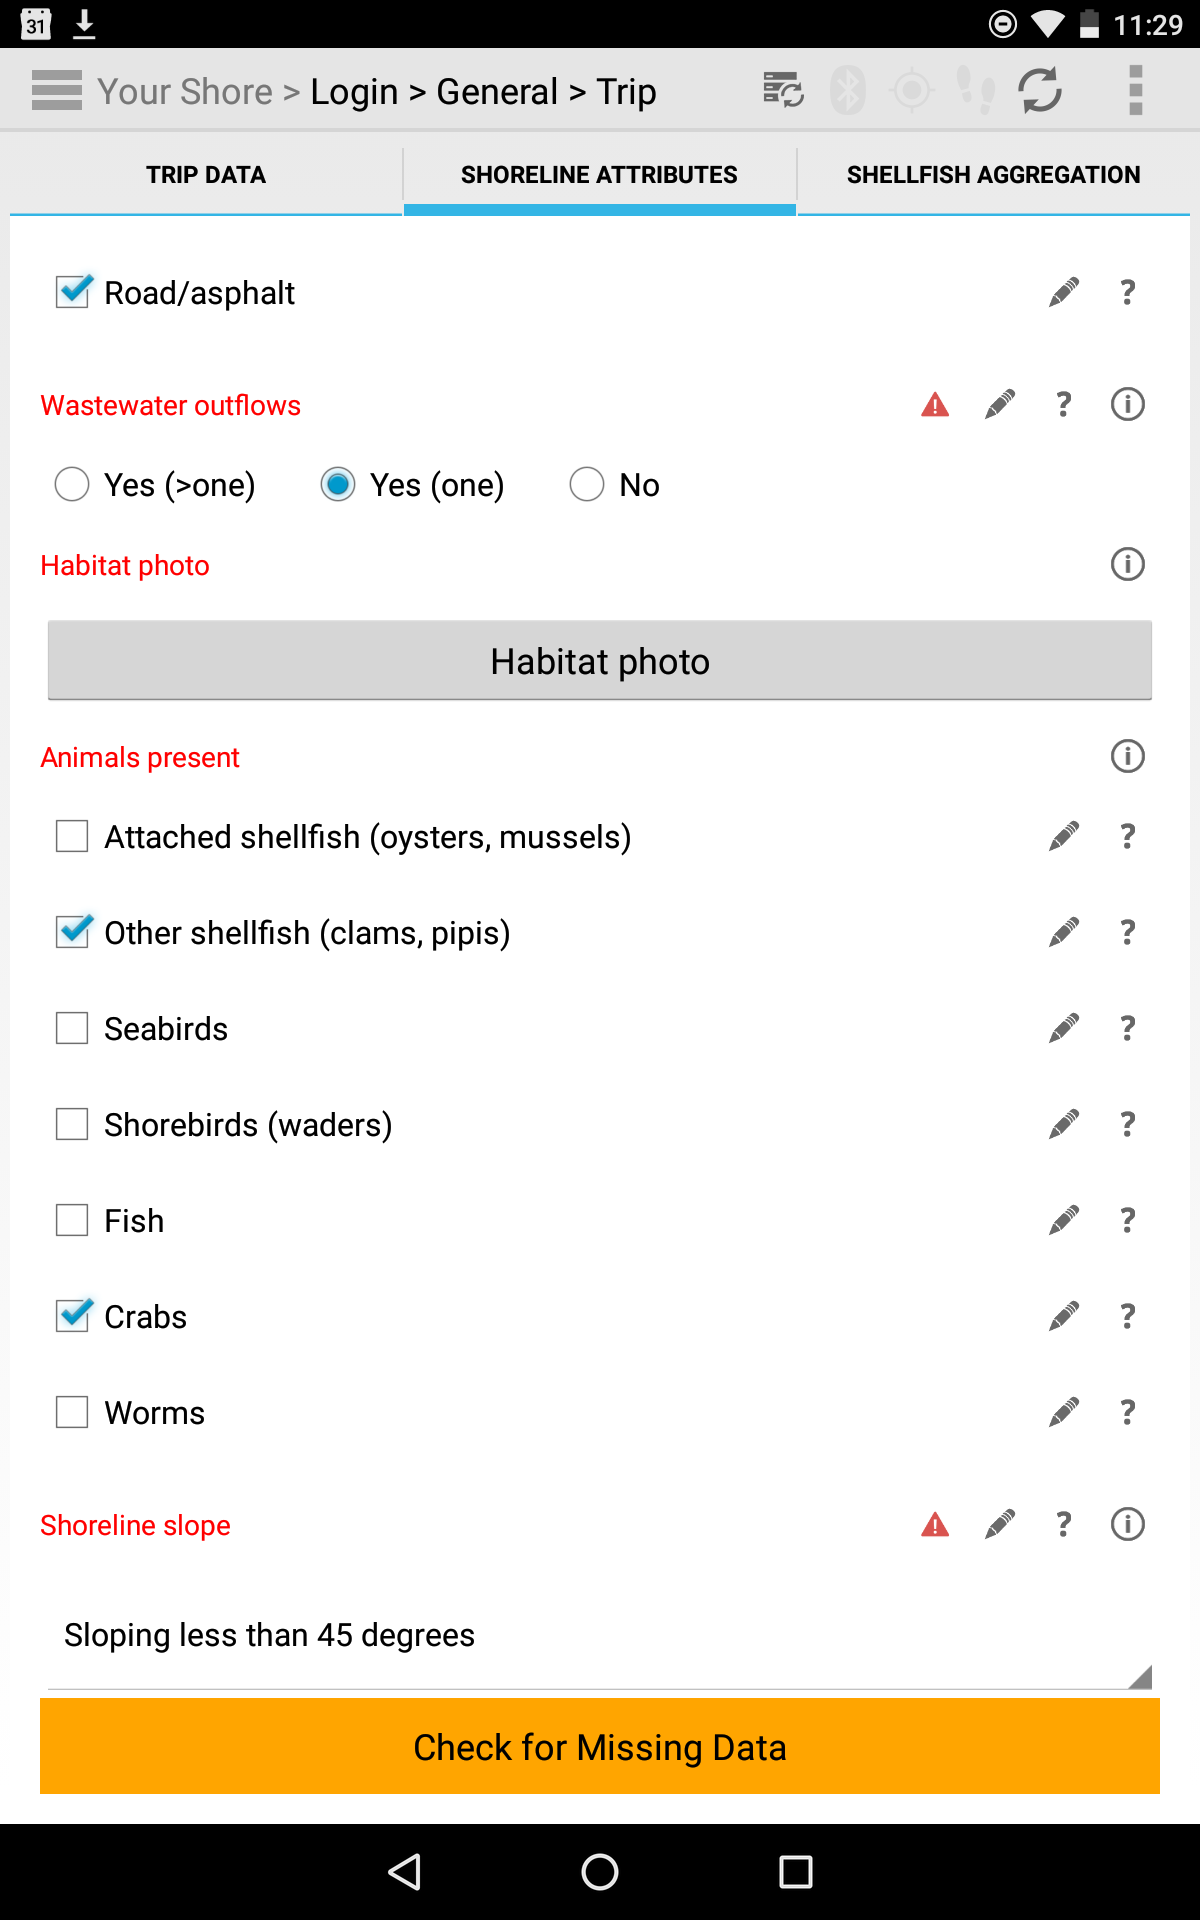 31
11:29
Your Shore > Login > General > Trip
TRIP DATA
SHORELINE ATTRIBUTES
SHELLFISH AGGREGATION
Road/asphalt
?
Wastewater outflows
?
Yes (>one)
Yes (one)
No
Habitat photo
Habitat photo
Animals present
Attached shellfish (oysters, mussels)
?
Other shellfish (clams, pipis)
?
Seabirds
?
Shorebirds (waders)
?
Fish
?
Crabs
?
Worms
?
Shoreline slope
?
Sloping less than 45 degrees
Check for Missing Data